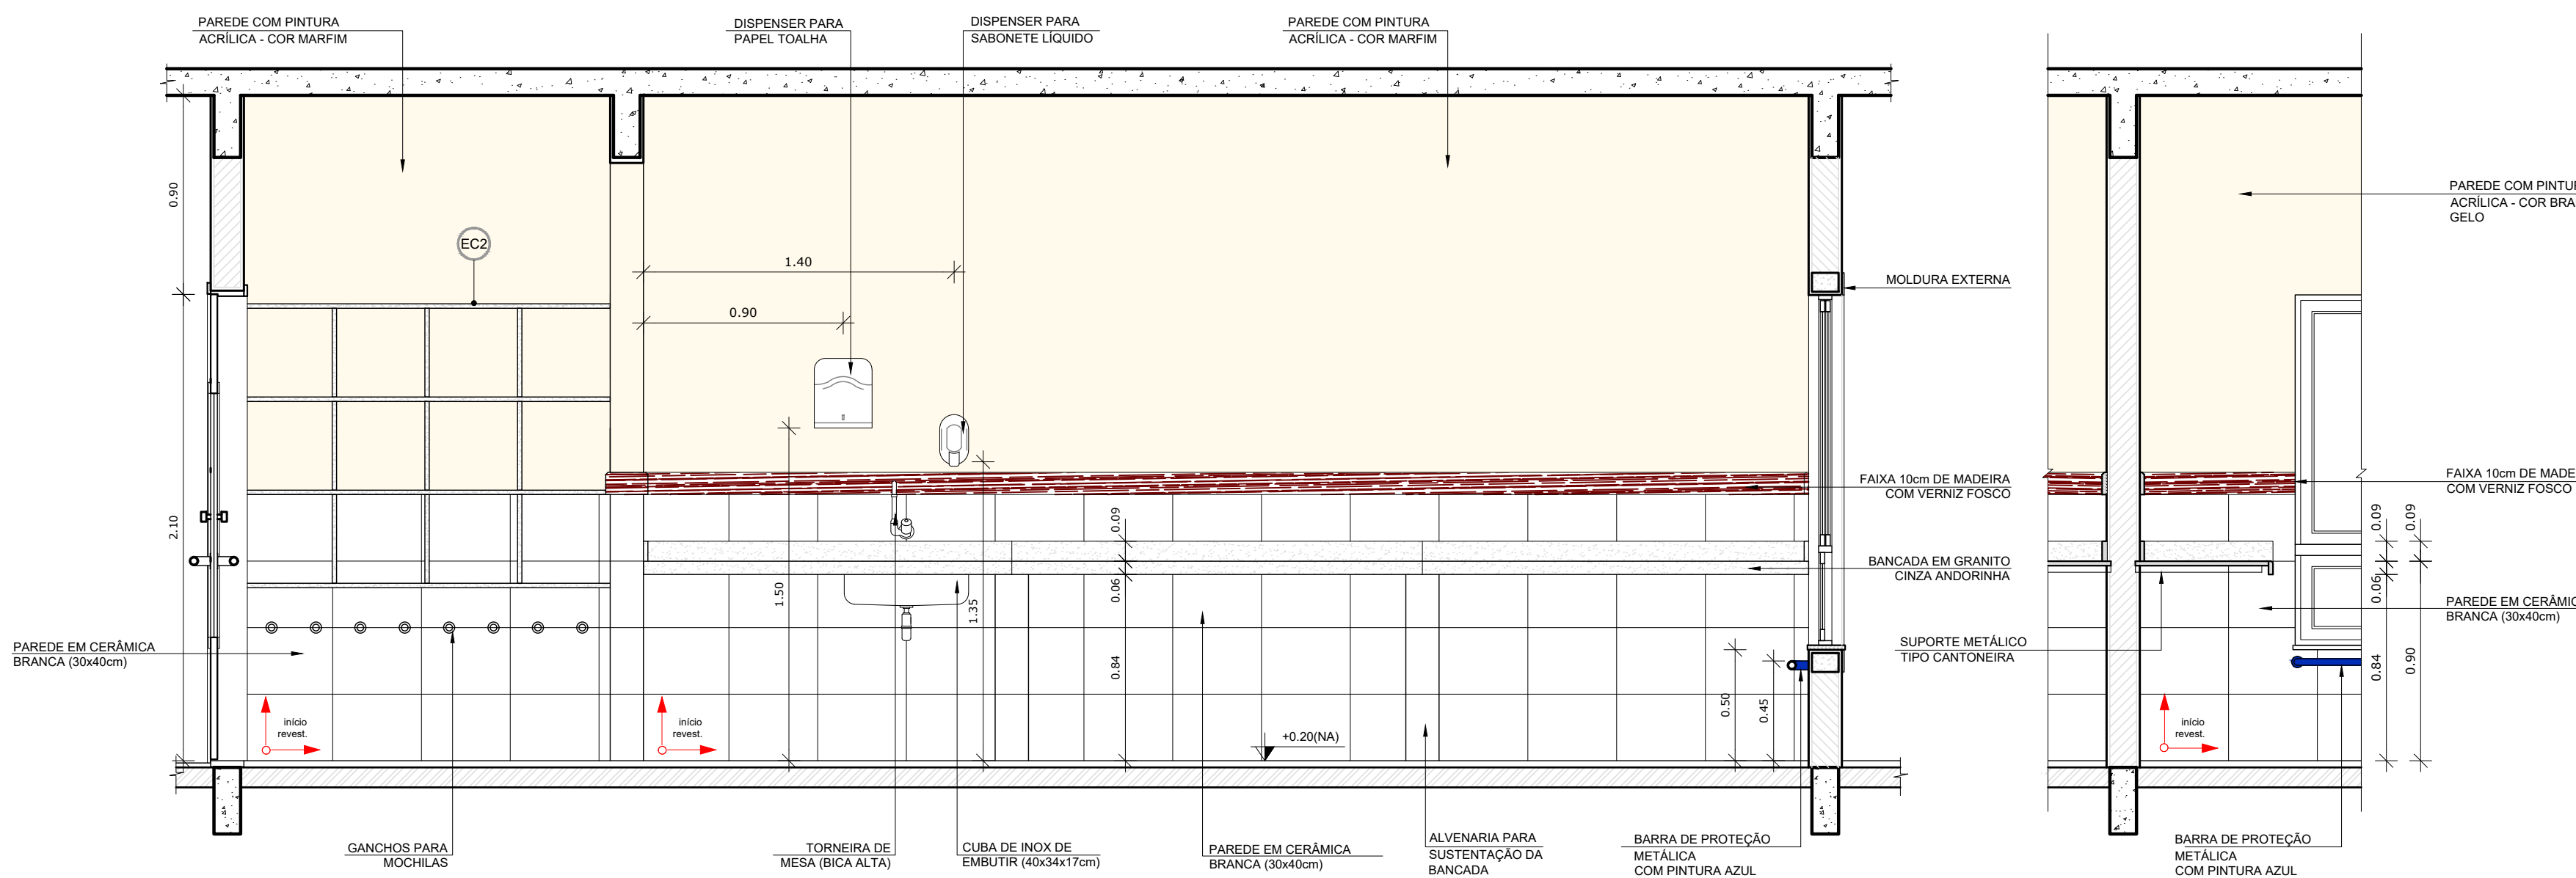 PAREDE COM PINTURA
ACRÍLICA - COR MARFIM
DISPENSER PARA
PAPEL TOALHA
DISPENSER PARA
SABONETE LÍQUIDO
PAREDE COM PINTURA
ACRÍLICA - COR MARFIM
0.90
EC2
1.40
0.90
MOLDURA EXTERNA
PAREDE COM PINTU
ACRÍLICA - COR BRA
GELO
2.10
1.50
1.35
0.09
0.06
0.84
FAIXA 10cm DE MADEIRA
COM VERNIZ FOSCO
BANCADA EM GRANITO
CINZA ANDORINHA
FAIXA 10cm DE MADE
COM VERNIZ FOSCO
0.09
0.09
0.06
0.84
0.90
PAREDE EM CERÂMICA
BRANCA (30x40cm)
SUPORTE METÁLICO
TIPO CANTONEIRA
PAREDE EM CERÂMIC
BRANCA (30x40cm)
início
revest.
início
revest.
+0.20(NA)
0.50
0.45
início
revest.
GANCHOS PARA
MOCHILAS
TORNEIRA DE
MESA (BICA ALTA)
CUBA DE INOX DE
EMBUTIR (40x34x17cm)
PAREDE EM CERÂMICA
BRANCA (30x40cm)
ALVENARIA PARA
SUSTENTAÇÃO DA
BANCADA
BARRA DE PROTEÇÃO
METÁLICA
COM PINTURA AZUL
BARRA DE PROTEÇÃO
METÁLICA
COM PINTURA AZUL